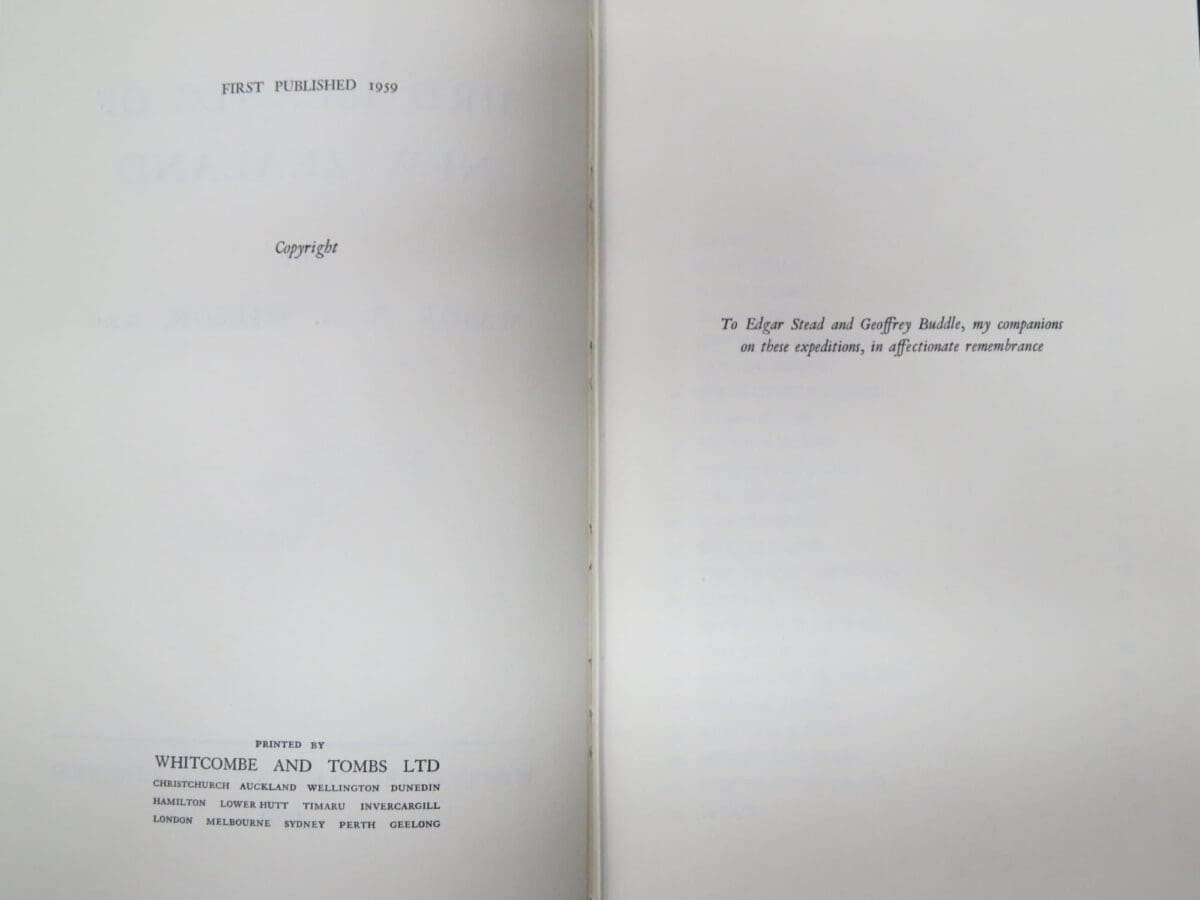 FIRST PUBLISHED 1959
Copyright
PRINTED BY
WHITCOMBE AND TOMBS LTD
CHRISTCHURCH AUCKLAND WELLINGTON DUNEDIN
HAMILTON LOWER HUTT TIMARU INVERCARGILL
LONDON MELBOURNE SYDNEY PERTH GEELONG
To Edgar Stead and Geoffrey Buddle, my companions
on these expeditions, in affectionate remembrance